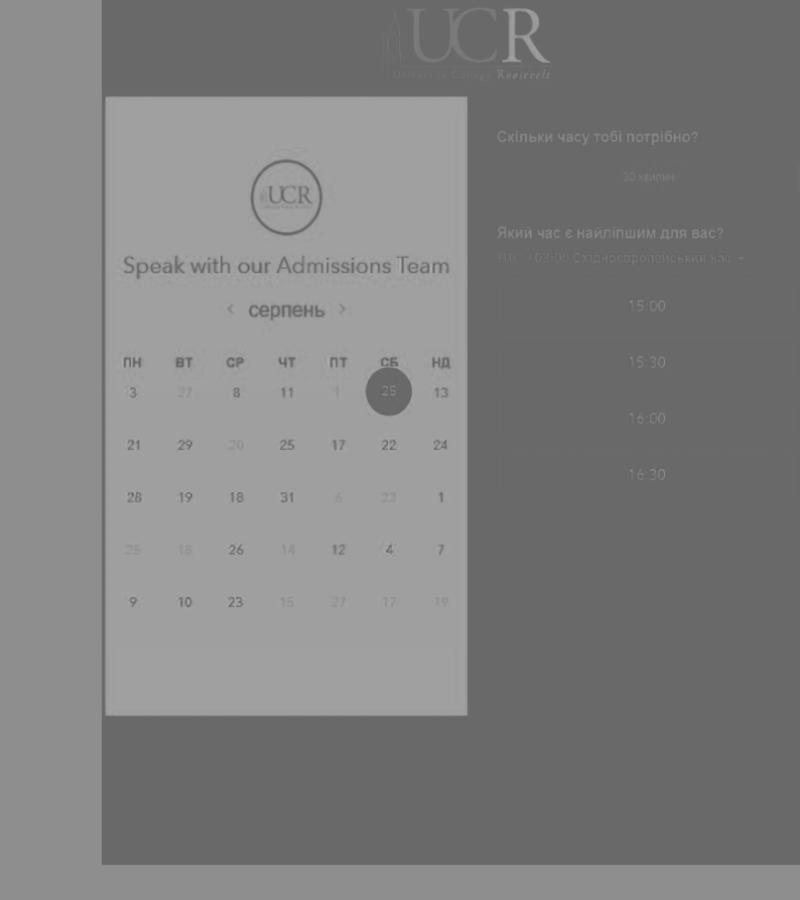 UCR
University College Roosevelt
UCR
Speak with our Admissions Team
< серпень >
ПН ВТ СР ЧТ ПТ СБ НД
3 27 8 11 1 25 13
21 29 20 25 17 22 24
28 19 18 31 6 23 1
25 18 26 14 12 4 7
9 10 23 15 27 17 19
Скільки часу тобі потрібно?
30 хвилин
Який час є найліпшим для вас?
+03:00 Східноєвропейський час
15:00
15:30
16:00
16:30